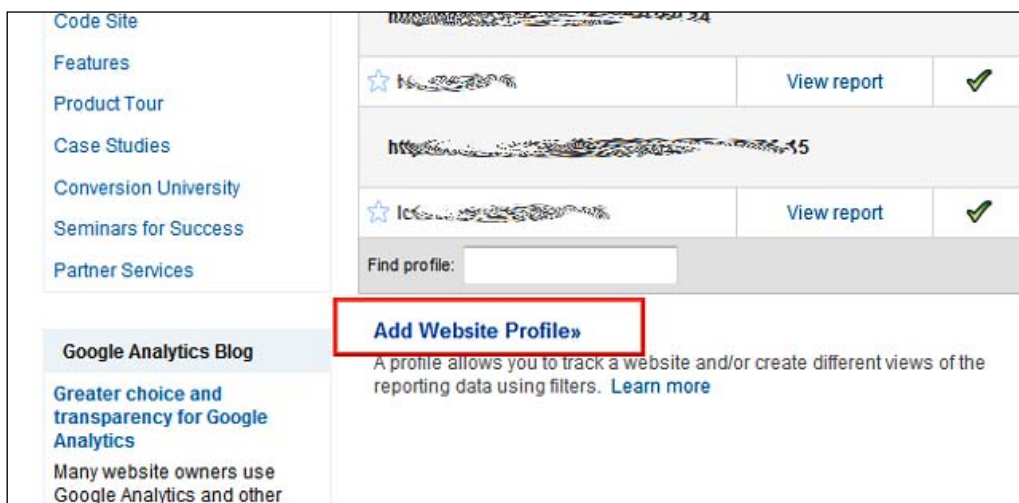 Code Site
Features
Product Tour
Case Studies
Conversion University
Seminars for Success
Partner Services
Google Analytics Blog
Greater choice and
transparency for Google
Analytics
Many website owners use
Google Analytics and other
View report
View report
Find profile:
Add Website Profile»
A profile allows you to track a website and/or create different views of the
reporting data using filters. Learn more